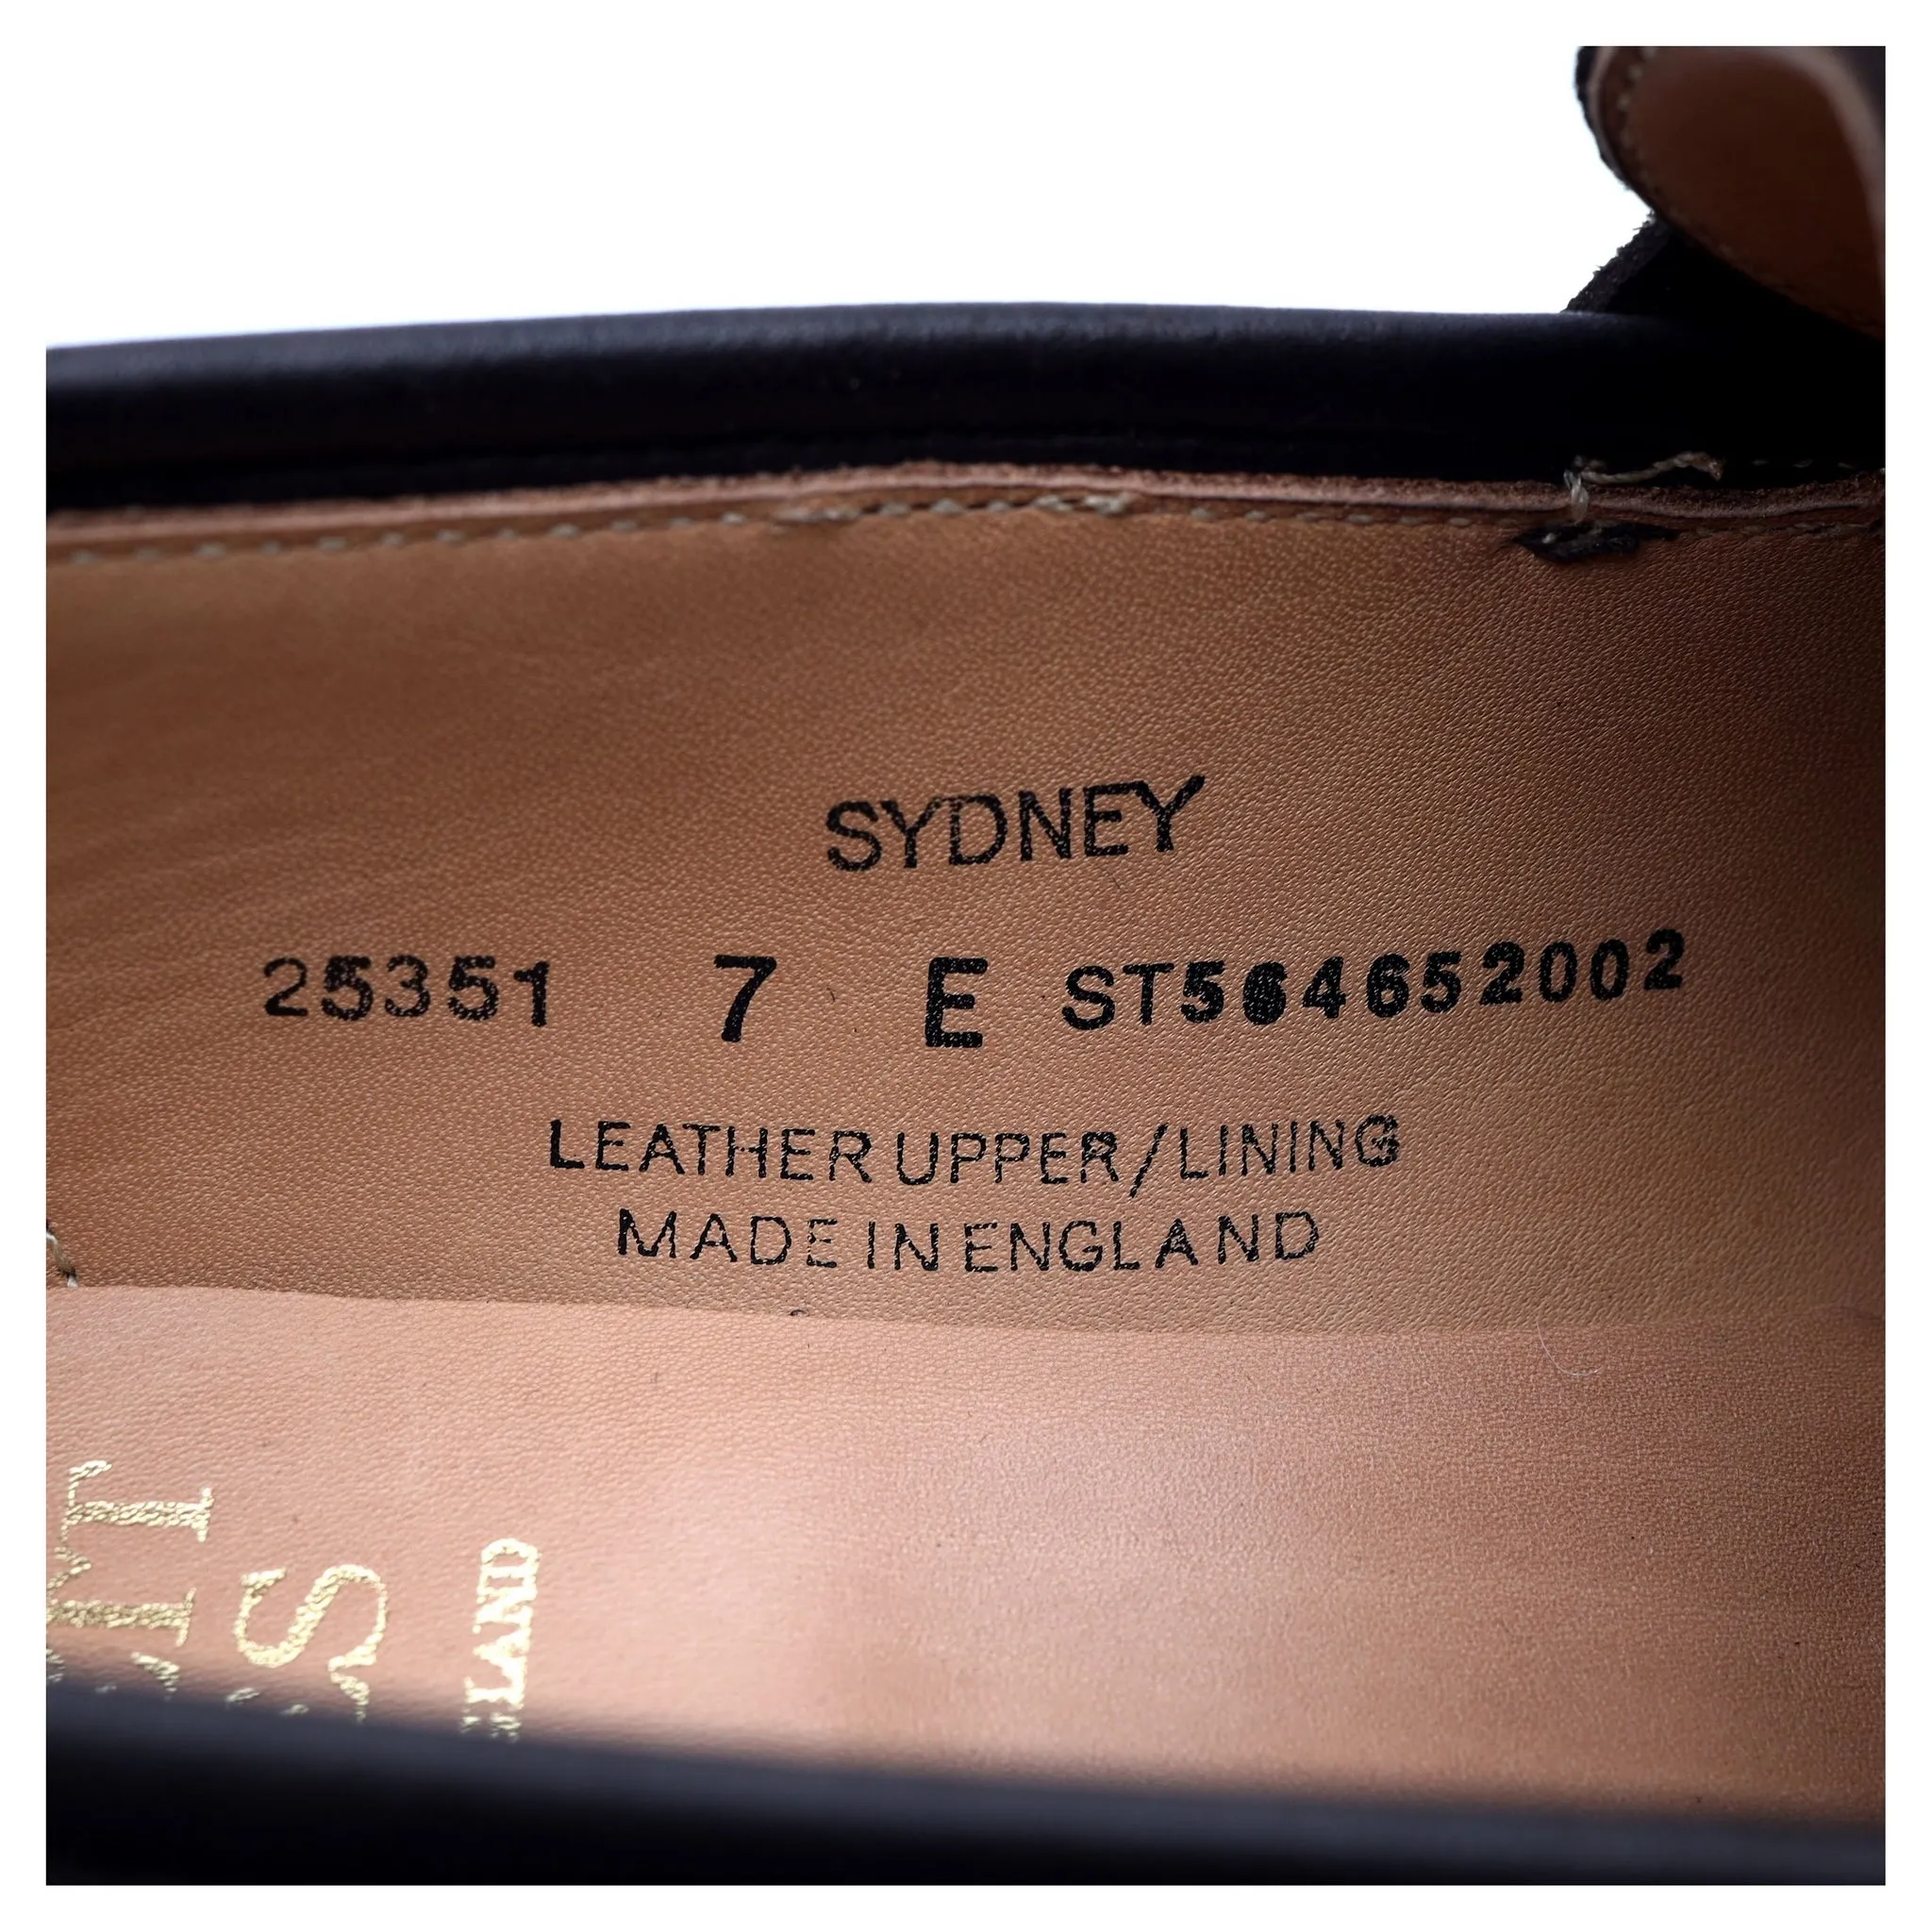 SYDNEY
25351 7 E ST564652002
LEATHER UPPER/LINING
MADE IN ENGLAND